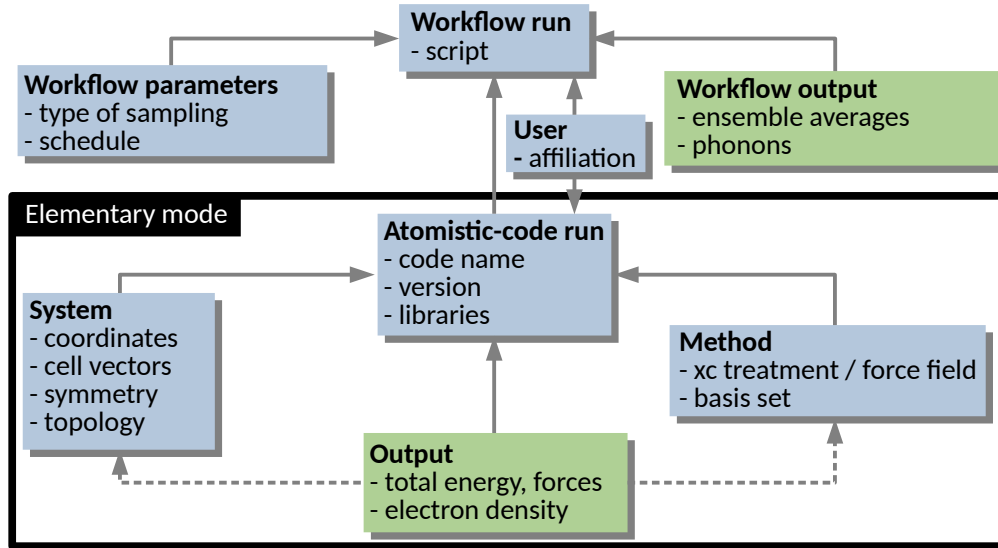 Workflow run
- script
Workflow parameters
- type of sampling
- schedule
Workflow output
- ensemble averages
- phonons
User
- affiliation
Elementary mode
Atomistic-code run
- code name
- version
- libraries
System
- coordinates
- cell vectors
- symmetry
- topology
Method
- xc treatment / force field
- basis set
Output
- total energy, forces
- electron density